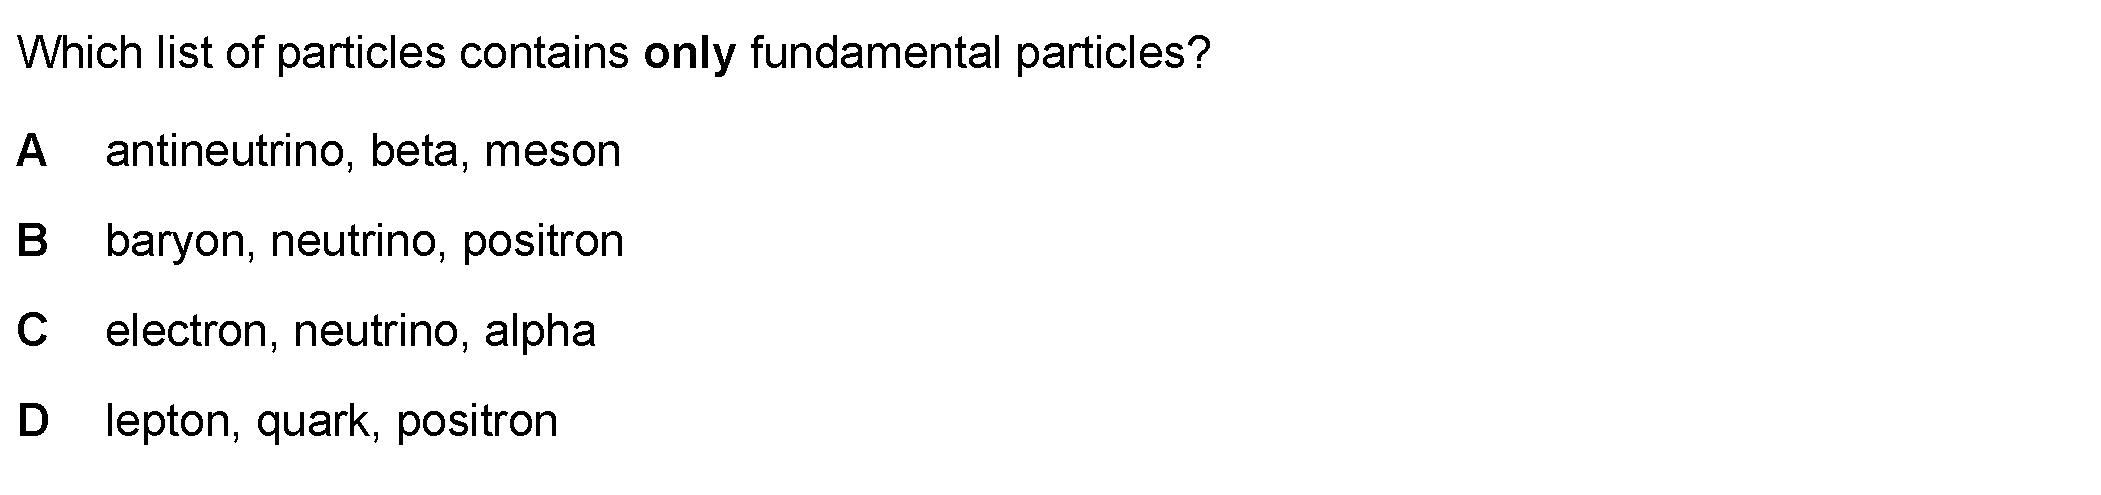 Which list of particles contains only fundamental particles?
A antineutrino, beta, meson
B baryon, neutrino, positron
C electron, neutrino, alpha
D lepton, quark, positron